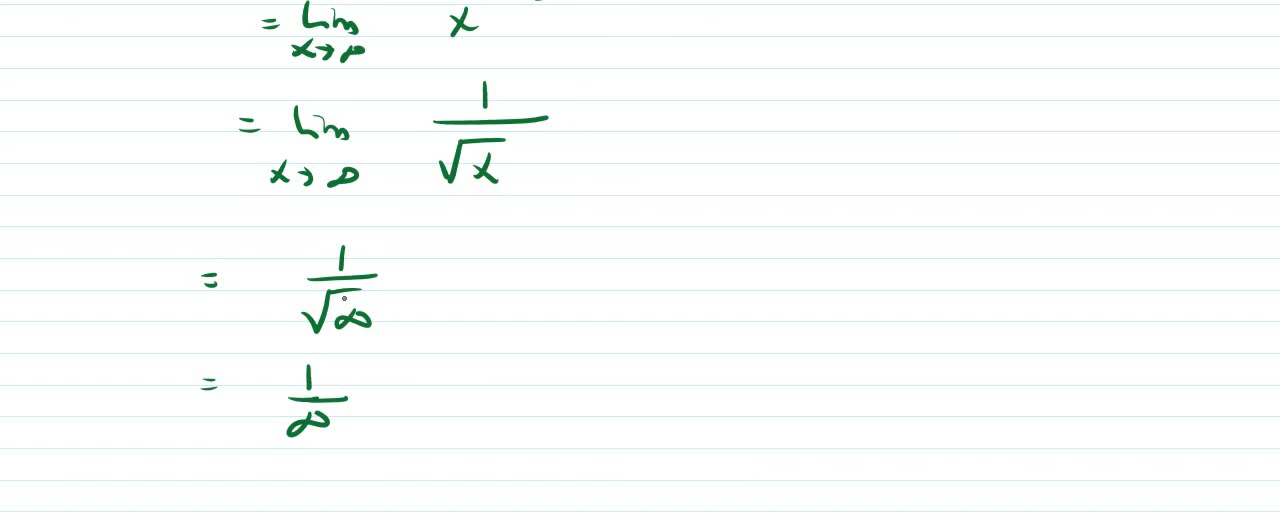 = lim x→∞ x
= lim x→∞ 1/√x
= 1/√∞
= 1/∞